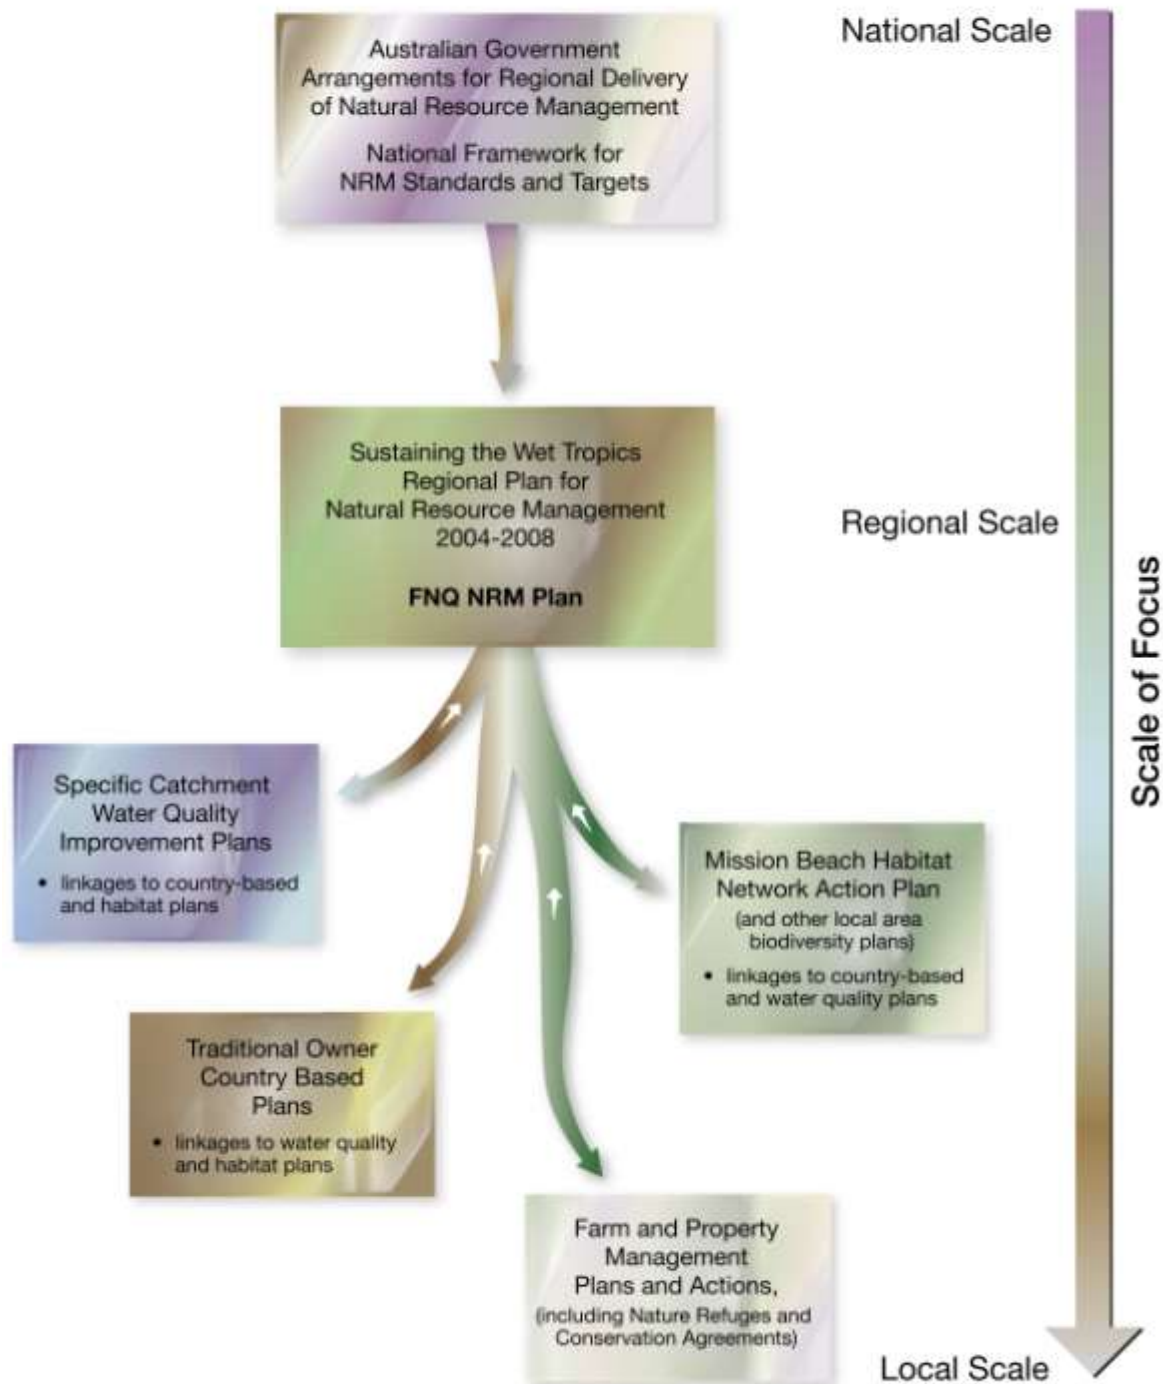 Australian Government
Arrangements for Regional Delivery
of Natural Resource Management
National Framework for
NRM Standards and Targets
National Scale
Sustaining the Wet Tropics
Regional Plan for
Natural Resource Management
2004-2008
FNQ NRM Plan
Regional Scale
Scale of Focus
Specific Catchment
Water Quality
Improvement Plans
• linkages to country-based
and habitat plans
Mission Beach Habitat
Network Action Plan
(and other local area
biodiversity plans)
• linkages to country-based
and water quality plans
Traditional Owner
Country Based
Plans
• linkages to water quality
and habitat plans
Farm and Property
Management
Plans and Actions,
(including Nature Refuges and
Conservation Agreements)
Local Scale